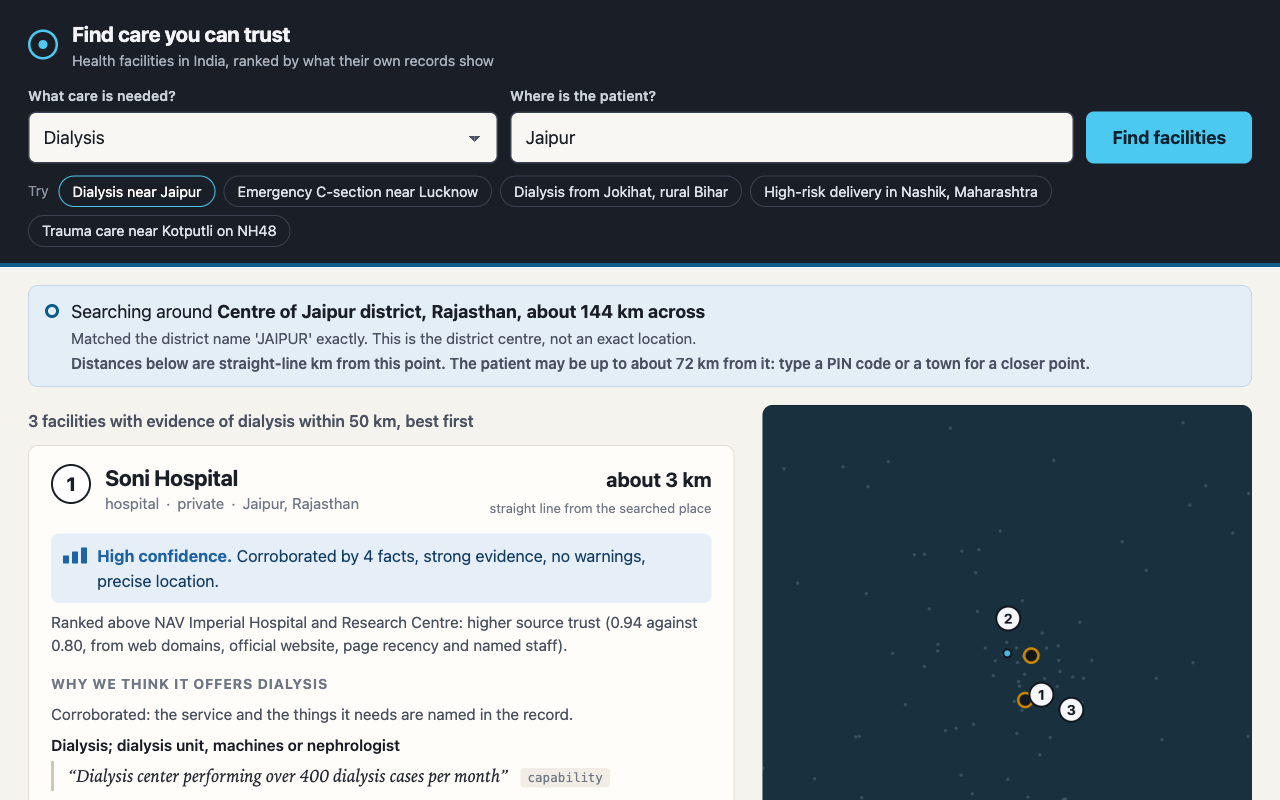 Find care you can trust
Health facilities in India, ranked by what their own records show
What care is needed?
Where is the patient?
Dialysis
Jaipur
Find facilities
Try
Dialysis near Jaipur
Emergency C-section near Lucknow
Dialysis from Jokihat, rural Bihar
High-risk delivery in Nashik, Maharashtra
Trauma care near Kotputli on NH48
Searching around Centre of Jaipur district, Rajasthan, about 144 km across
Matched the district name 'JAIPUR' exactly. This is the district centre, not an exact location.
Distances below are straight-line km from this point. The patient may be up to about 72 km from it: type a PIN code or a town for a closer point.
3 facilities with evidence of dialysis within 50 km, best first
1
Soni Hospital
about 3 km
hospital · private · Jaipur, Rajasthan
straight line from the searched place
High confidence. Corroborated by 4 facts, strong evidence, no warnings,
precise location.
Ranked above NAV Imperial Hospital and Research Centre: higher source trust (0.94 against
0.80, from web domains, official website, page recency and named staff).
WHY WE THINK IT OFFERS DIALYSIS
Corroborated: the service and the things it needs are named in the record.
Dialysis; dialysis unit, machines or nephrologist
“Dialysis center performing over 400 dialysis cases per month” capability
2
1
3